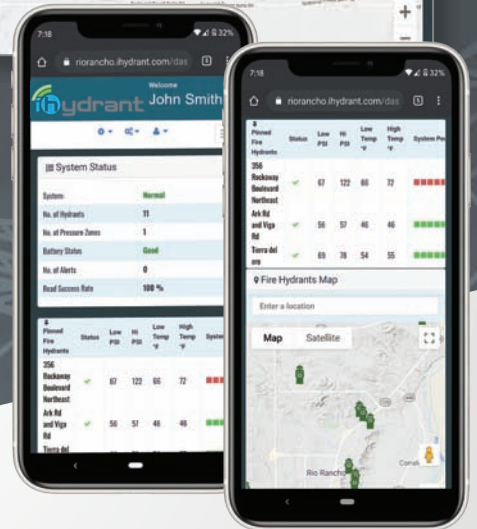 7:18
32%
riorancho.ihydrant.com/das
ihydrant
Welcome
John Smith
System Status
System: Normal
No. of Hydrants 11
No. of Pressure Zones 1
Battery Status Good
No. of Alerts 0
Read Success Rate 100 %
Pinned Fire Hydrants Status Low PSI Hi PSI Low Temp °F High Temp °F System
356 Rockaway Boulevard Northeast 67 122 66 72
Ark Rd and Viga Rd 56 57 46 46
Tierra del
7:18
32%
riorancho.ihydrant.com/das
Pinned Fire Hydrants Status Low PSI Hi PSI Low Temp °F High Temp °F System Pea
356 Rockaway Boulevard Northeast 67 122 66 72
Ark Rd and Viga Rd 56 57 46 46
Tierra del oro 69 78 54 55
Fire Hydrants Map
Enter a location
Map Satellite
Rio Rancho